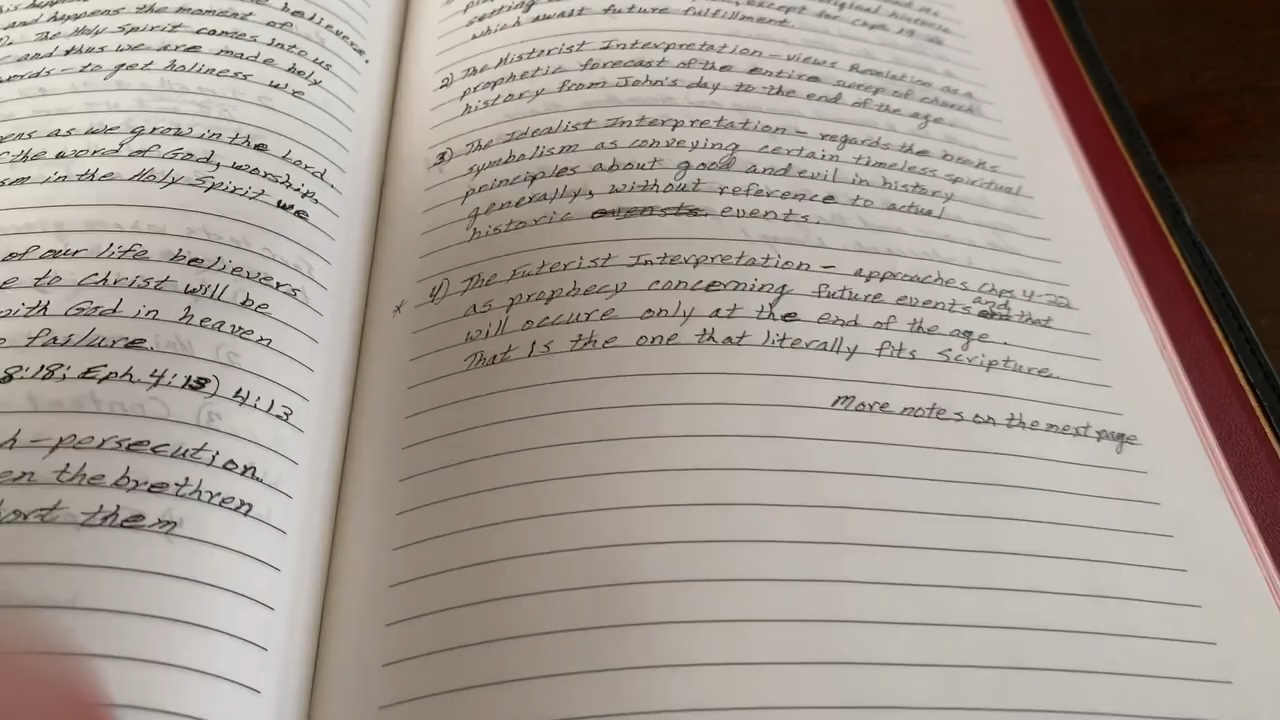 believers.
and happens the moment of
The Holy Spirit comes into us
and thus we are made holy
words - to get holiness we
as we grow in the Lord.
the word of God, worship,
in the Holy Spirit we
of our life believers
to Christ will be
with God in heaven
failure.
8:18; Eph. 4:13) 4:13
h - persecution.
the brethren
them
setting
which await future fulfillment.
2) The Historist Interpretation - views Revelation as a
prophetic forecast of the entire sweep of church
history from John's day to the end of the age.
3) The Idealist Interpretation - regards the books
symbolism as conveying certain timeless spiritual
principles about good and evil in history
generally, without reference to actual
historic evensts. events.
* 4) The Futerist Interpretation - approaches Chps 4-22
as prophecy concerning future events and that
will occure only at the end of the age.
That is the one that literally fits Scripture.
More notes on the next page